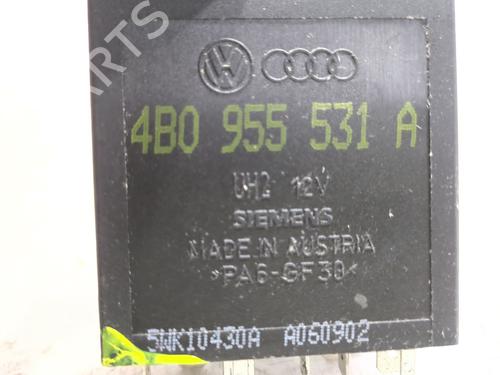 4B0 955 531 A
UH2 12V
SIEMENS
MADE IN AUSTRIA
>PA6-GF30<
5WK10430A A060902